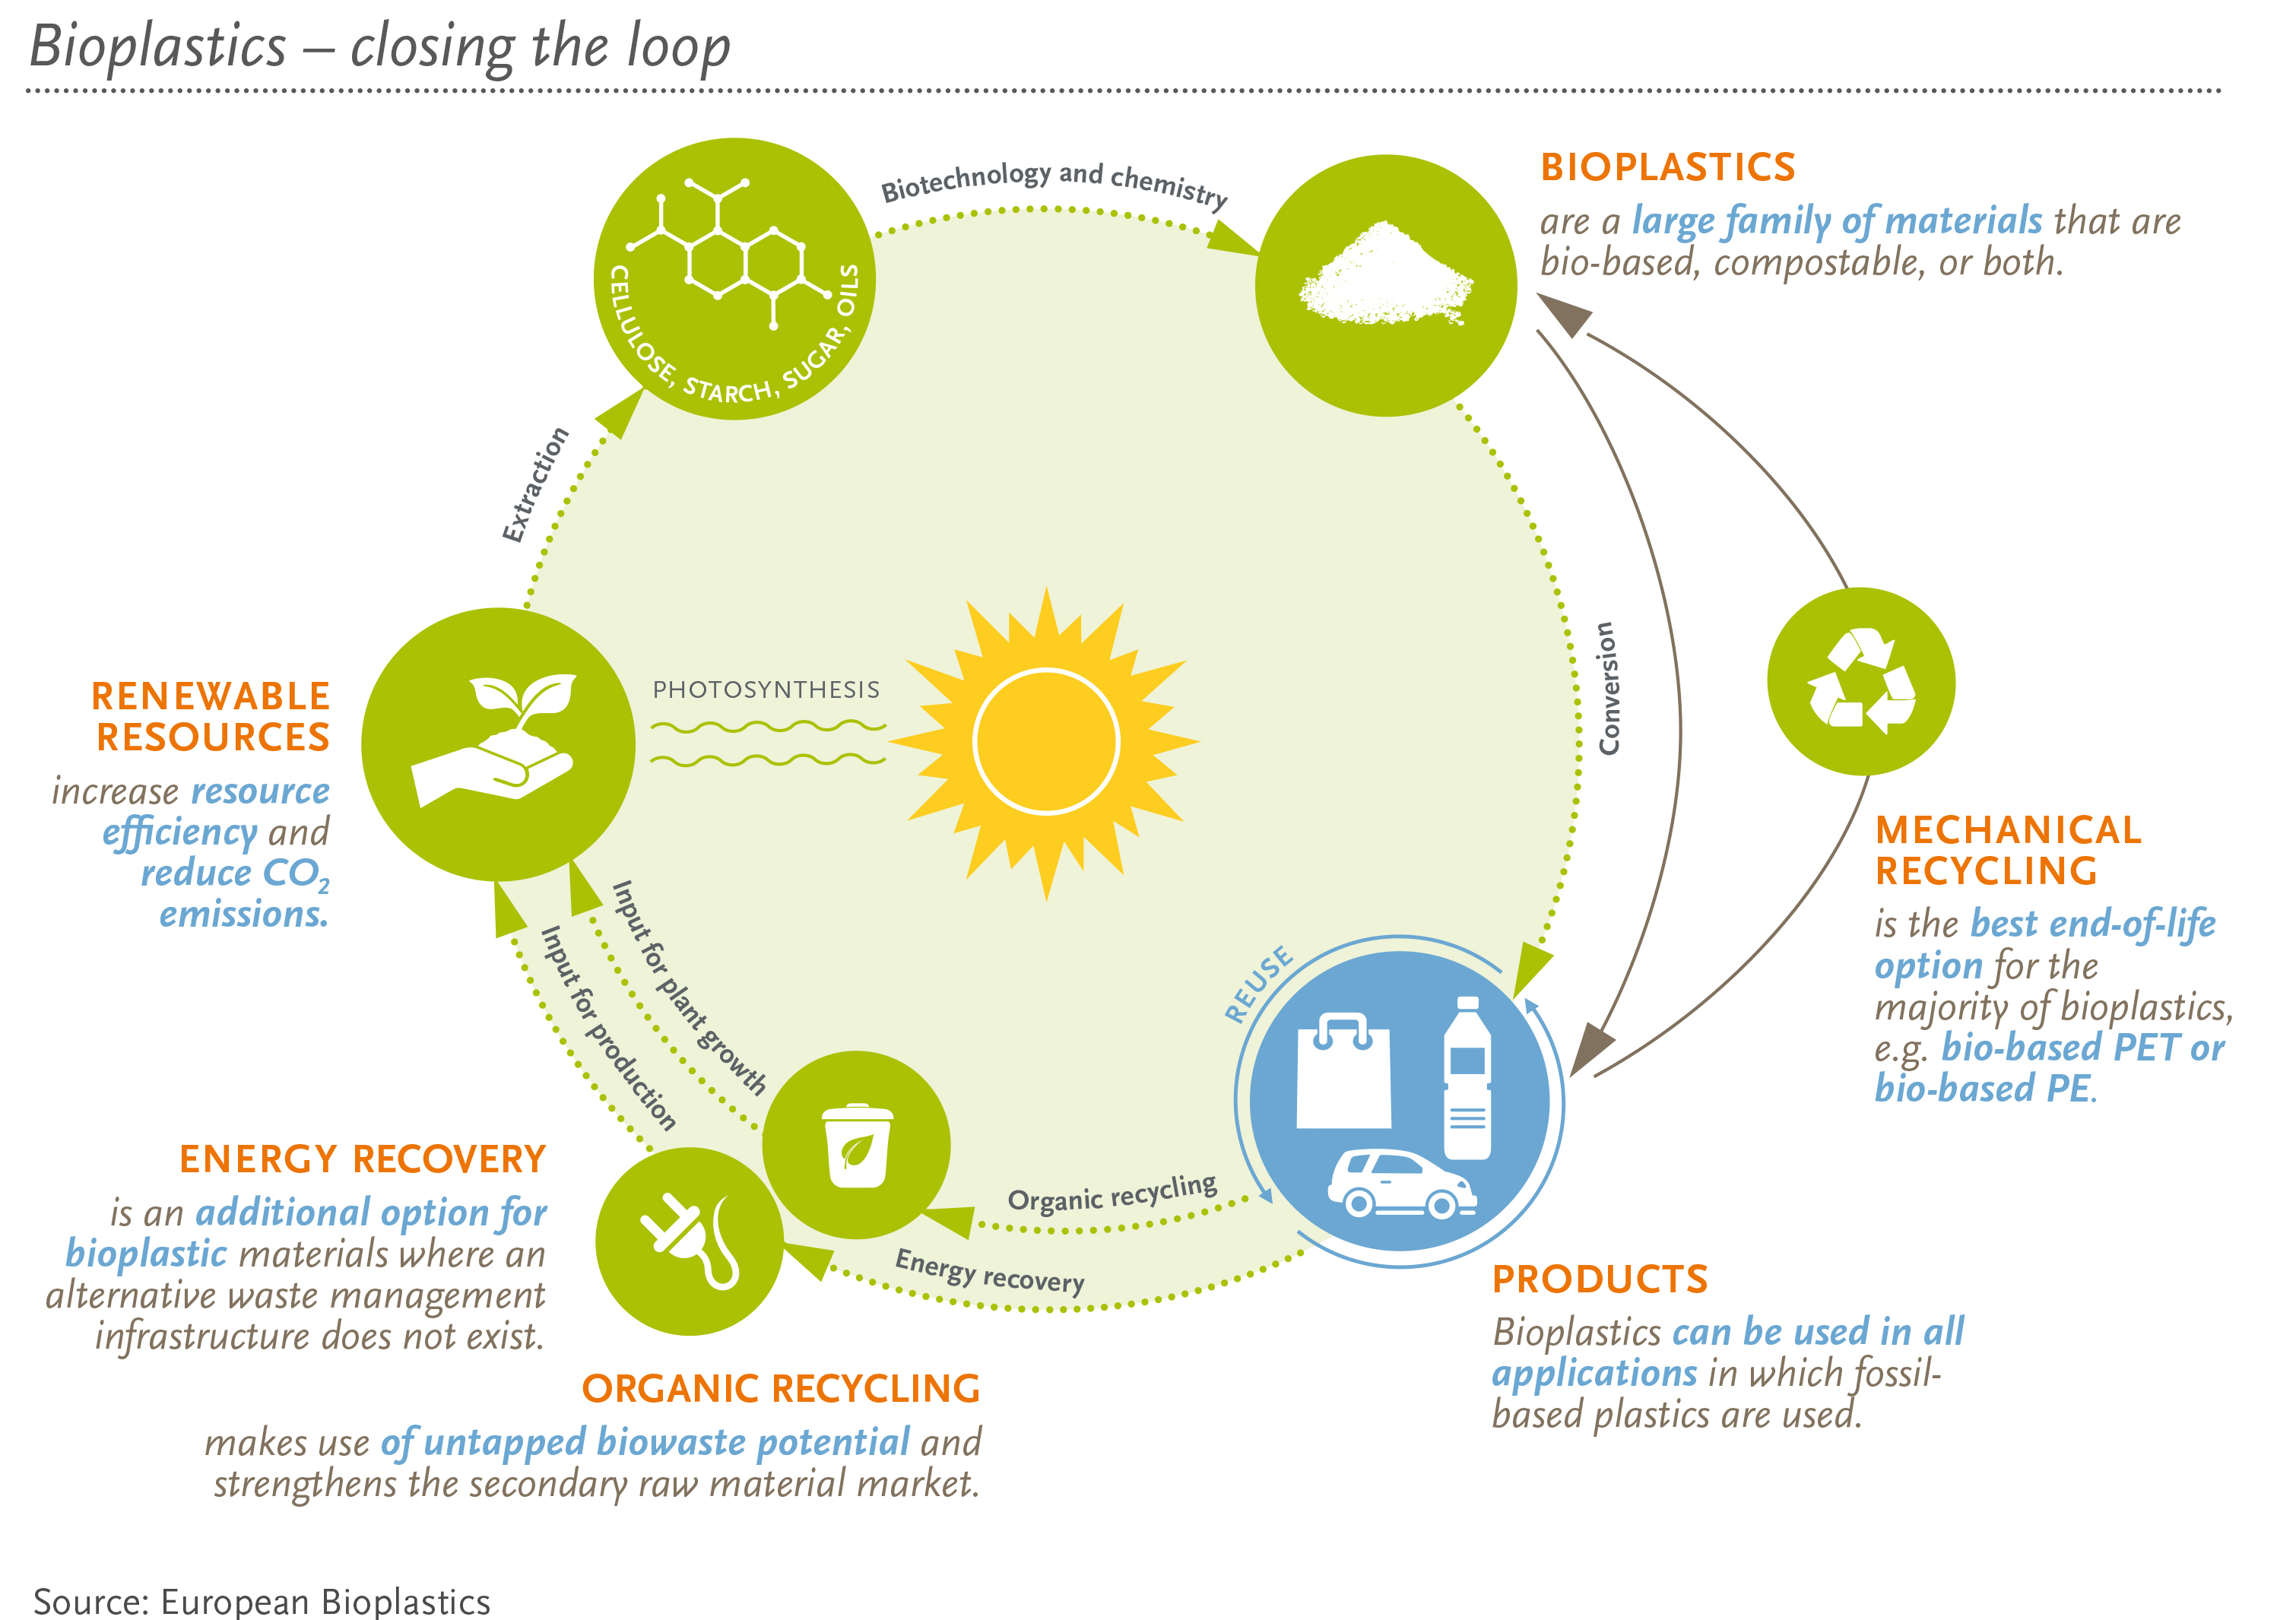 Bioplastics – closing the loop
CELLULOSE, STARCH, SUGAR, OILS
Biotechnology and chemistry
BIOPLASTICS
are a large family of materials that are
bio-based, compostable, or both.
Extraction
Conversion
RENEWABLE
RESOURCES
increase resource
efficiency and
reduce CO₂
emissions.
PHOTOSYNTHESIS
MECHANICAL
RECYCLING
is the best end-of-life
option for the
majority of bioplastics,
e.g. bio-based PET or
bio-based PE.
Input for plant growth
Input for production
REUSE
Organic recycling
Energy recovery
ENERGY RECOVERY
is an additional option for
bioplastic materials where an
alternative waste management
infrastructure does not exist.
PRODUCTS
Bioplastics can be used in all
applications in which fossil-
based plastics are used.
ORGANIC RECYCLING
makes use of untapped biowaste potential and
strengthens the secondary raw material market.
Source: European Bioplastics